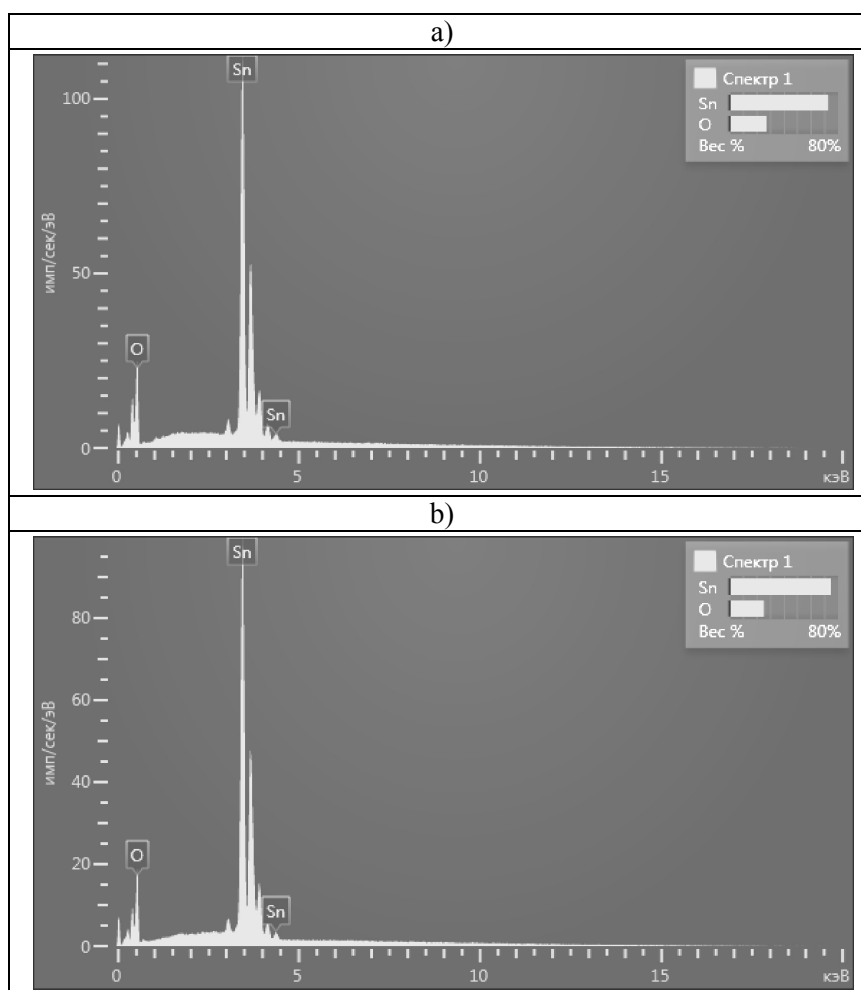 a)
Sn
Спектр 1
Sn
O
Вес % 80%
100
50
0
имп/сек/эВ
O
Sn
0 5 10 15 кэВ
b)
Sn
Спектр 1
Sn
O
Вес % 80%
80
60
40
20
0
имп/сек/эВ
O
Sn
0 5 10 15 кэВ